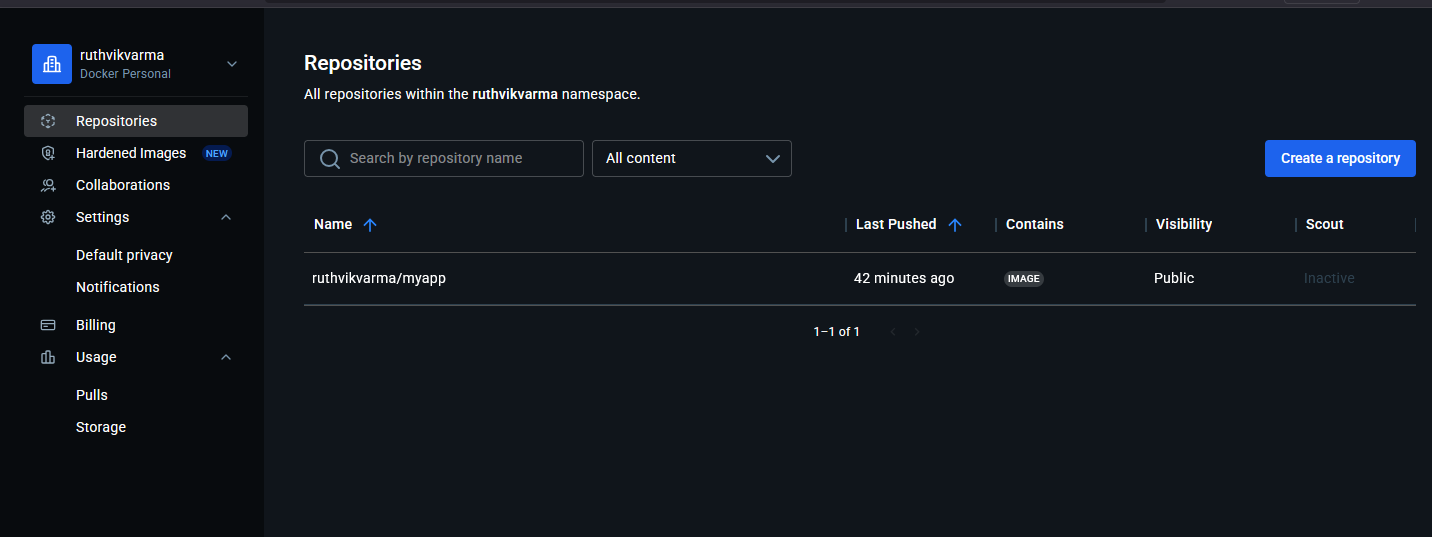 ruthvikvarma
Docker Personal
Repositories
Hardened Images NEW
Collaborations
Settings
Default privacy
Notifications
Billing
Usage
Pulls
Storage
Repositories
All repositories within the ruthvikvarma namespace.
Search by repository name All content Create a repository
Name Last Pushed Contains Visibility Scout
ruthvikvarma/myapp 42 minutes ago IMAGE Public Inactive
1–1 of 1